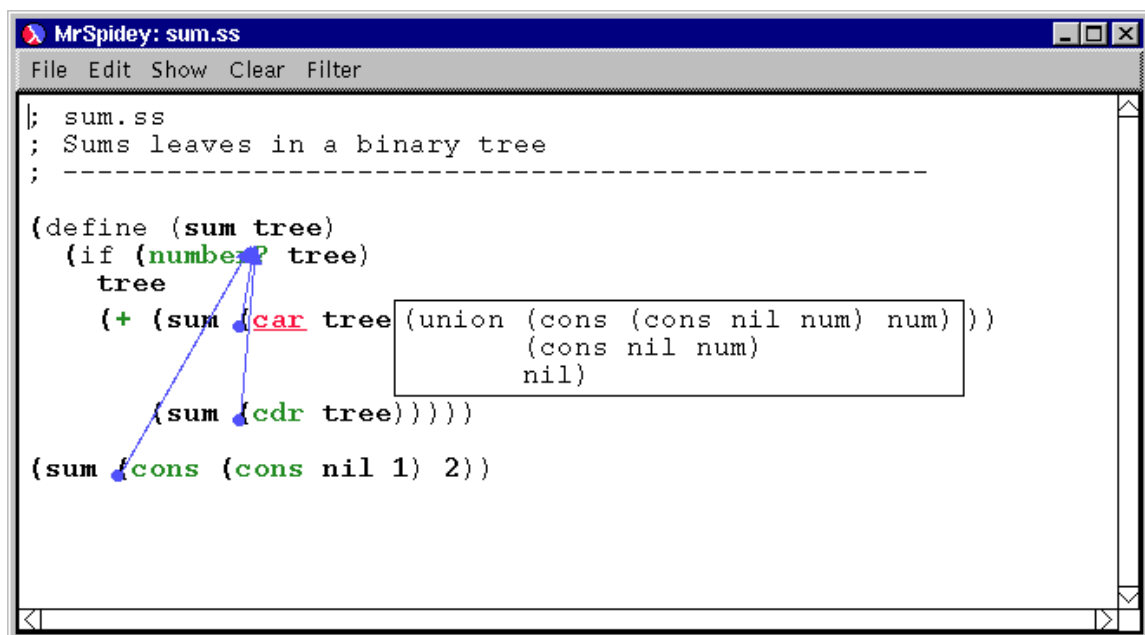 MrSpidey: sum.ss
File Edit Show Clear Filter
; sum.ss
; Sums leaves in a binary tree
; --------------------------------------------------
(define (sum tree)
(if (number? tree)
tree
(+ (sum (car tree (union (cons (cons nil num) num) ))
(cons nil num)
nil)
(sum (cdr tree)))))
(sum (cons (cons nil 1) 2))